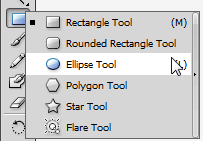 Rectangle Tool (M)
Rounded Rectangle Tool
Ellipse Tool
Polygon Tool
Star Tool
Flare Tool